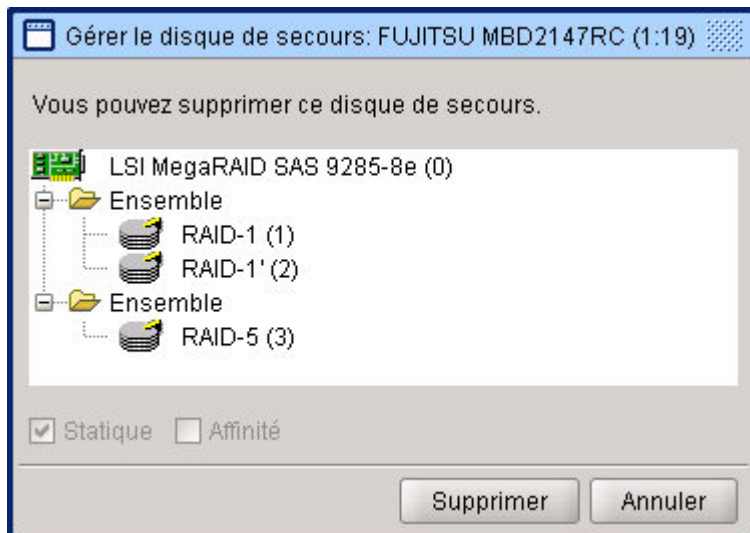 Gérer le disque de secours: FUJITSU MBD2147RC (1:19)
Vous pouvez supprimer ce disque de secours.
LSI MegaRAID SAS 9285-8e (0)
Ensemble
RAID-1 (1)
RAID-1' (2)
Ensemble
RAID-5 (3)
Statique Affinité
Supprimer Annuler